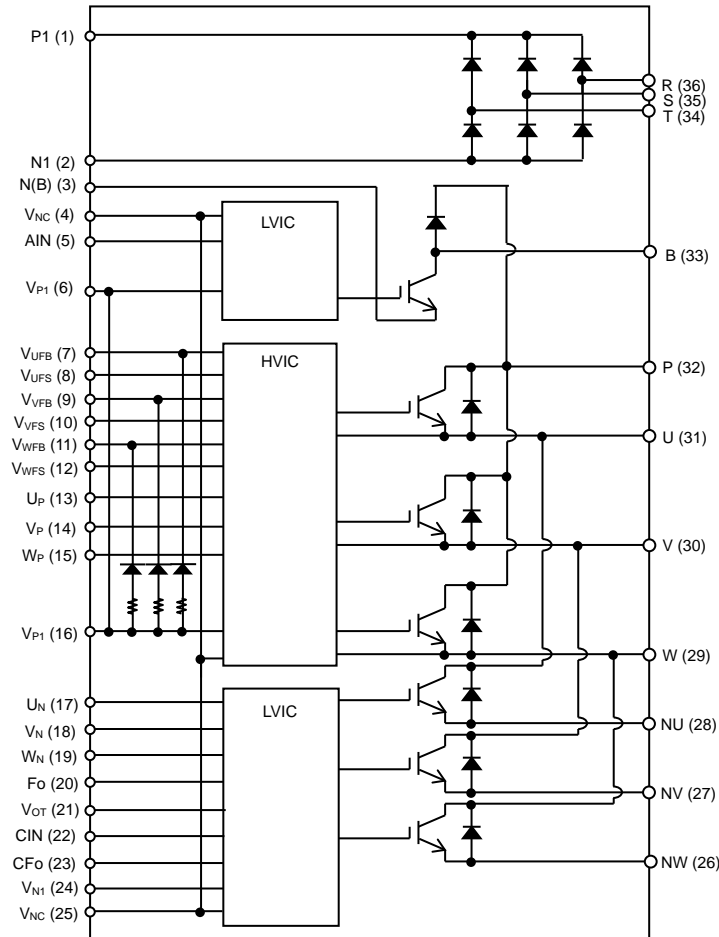 P1 (1)
R (36)
S (35)
T (34)
N1 (2)
N(B) (3)
VNC (4)
LVIC
AIN (5)
B (33)
VP1 (6)
VUFB (7)
HVIC
VUFS (8)
P (32)
VVFB (9)
VVFS (10)
U (31)
VWFB (11)
VWFS (12)
UP (13)
VP (14)
V (30)
WP (15)
VP1 (16)
W (29)
UN (17)
LVIC
NU (28)
VN (18)
WN (19)
Fo (20)
NV (27)
VOT (21)
CIN (22)
CFo (23)
NW (26)
VN1 (24)
VNC (25)